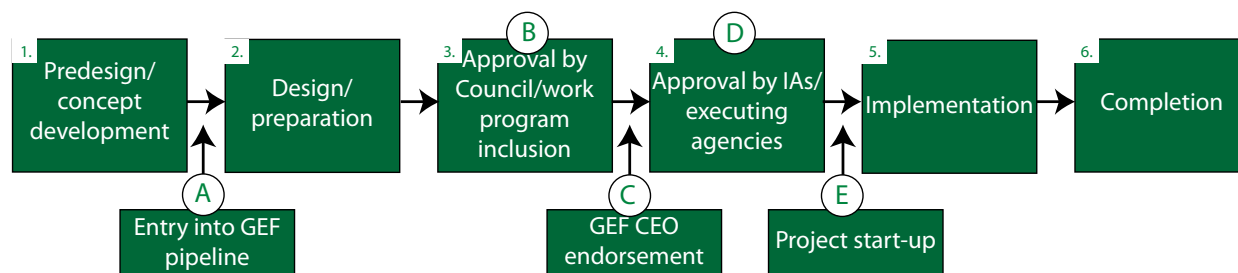 1.
Predesign/
concept
development
2.
Design/
preparation
B
3.
Approval by
Council/work
program
inclusion
D
4.
Approval by IAs/
executing
agencies
5.
Implementation
6.
Completion
A
Entry into GEF
pipeline
C
GEF CEO
endorsement
E
Project start-up